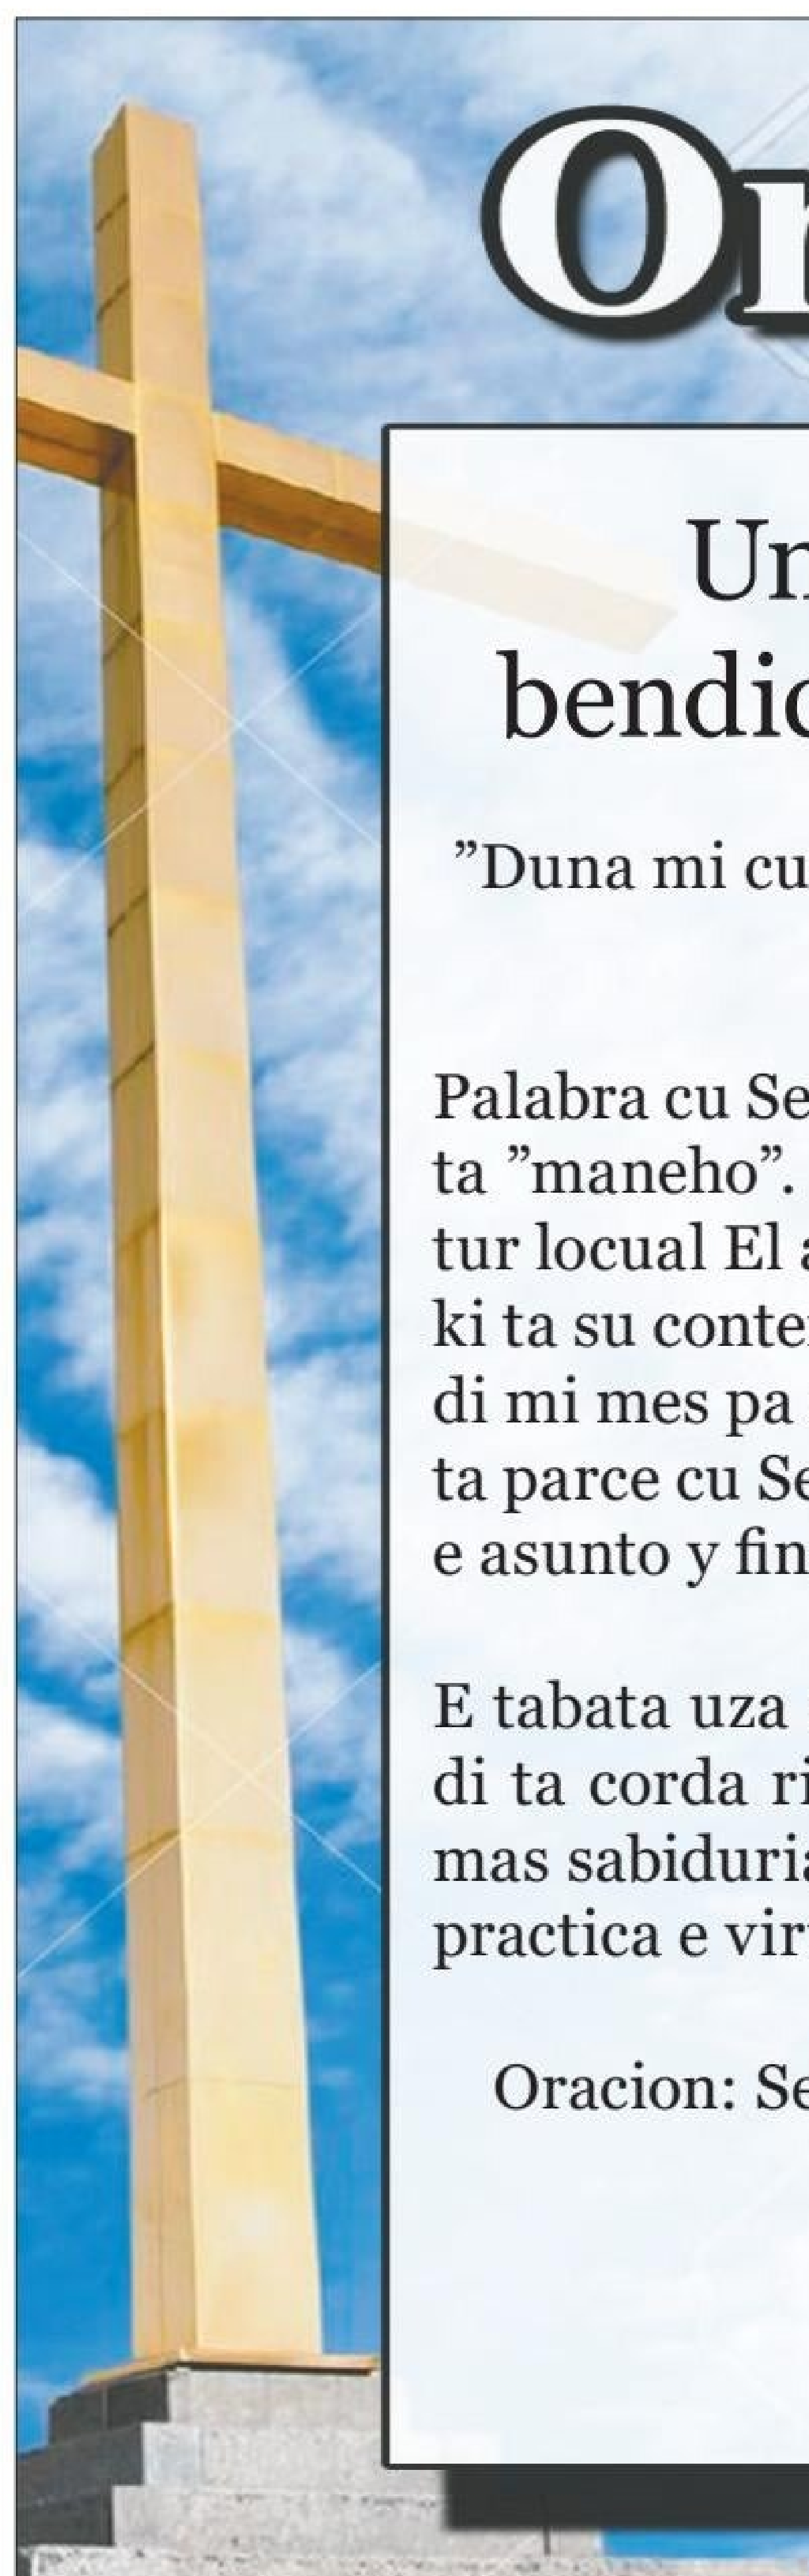 Or
Un
bendic
”Duna mi cu
Palabra cu Se
ta ”maneho”.
tur locual El a
ki ta su conte
di mi mes pa
ta parce cu Se
e asunto y fin
E tabata uza
di ta corda ri
mas sabiduria
practica e vir
Oracion: Se